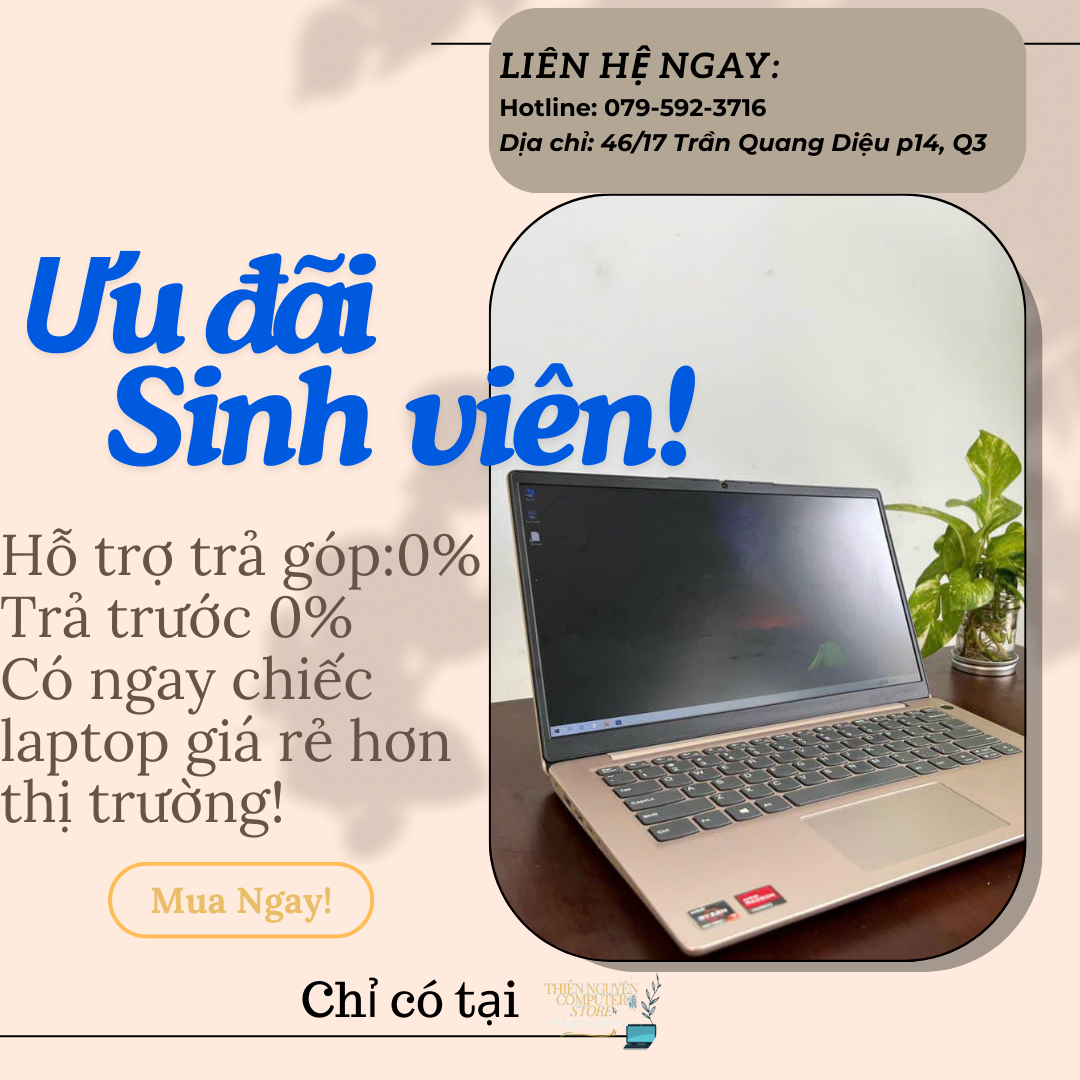 LIÊN HỆ NGAY:
Hotline: 079-592-3716
Dịa chỉ: 46/17 Trần Quang Diệu p14, Q3
Ưu đãi
Sinh viên!
Hỗ trợ trả góp:0%
Trả trước 0%
Có ngay chiếc
laptop giá rẻ hơn
thị trường!
Mua Ngay!
Chỉ có tại
THIÊN NGUYÊN
COMPUTER
STORE